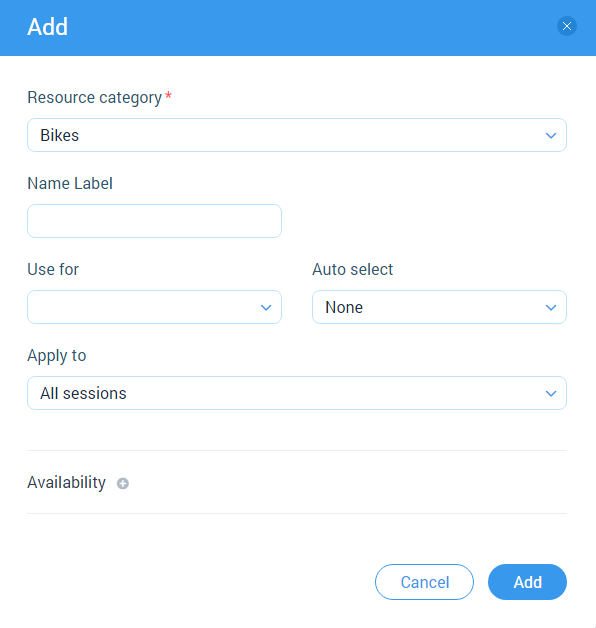 Add
Resource category *
Bikes
Name Label
Use for
Auto select
None
Apply to
All sessions
Availability
Cancel
Add